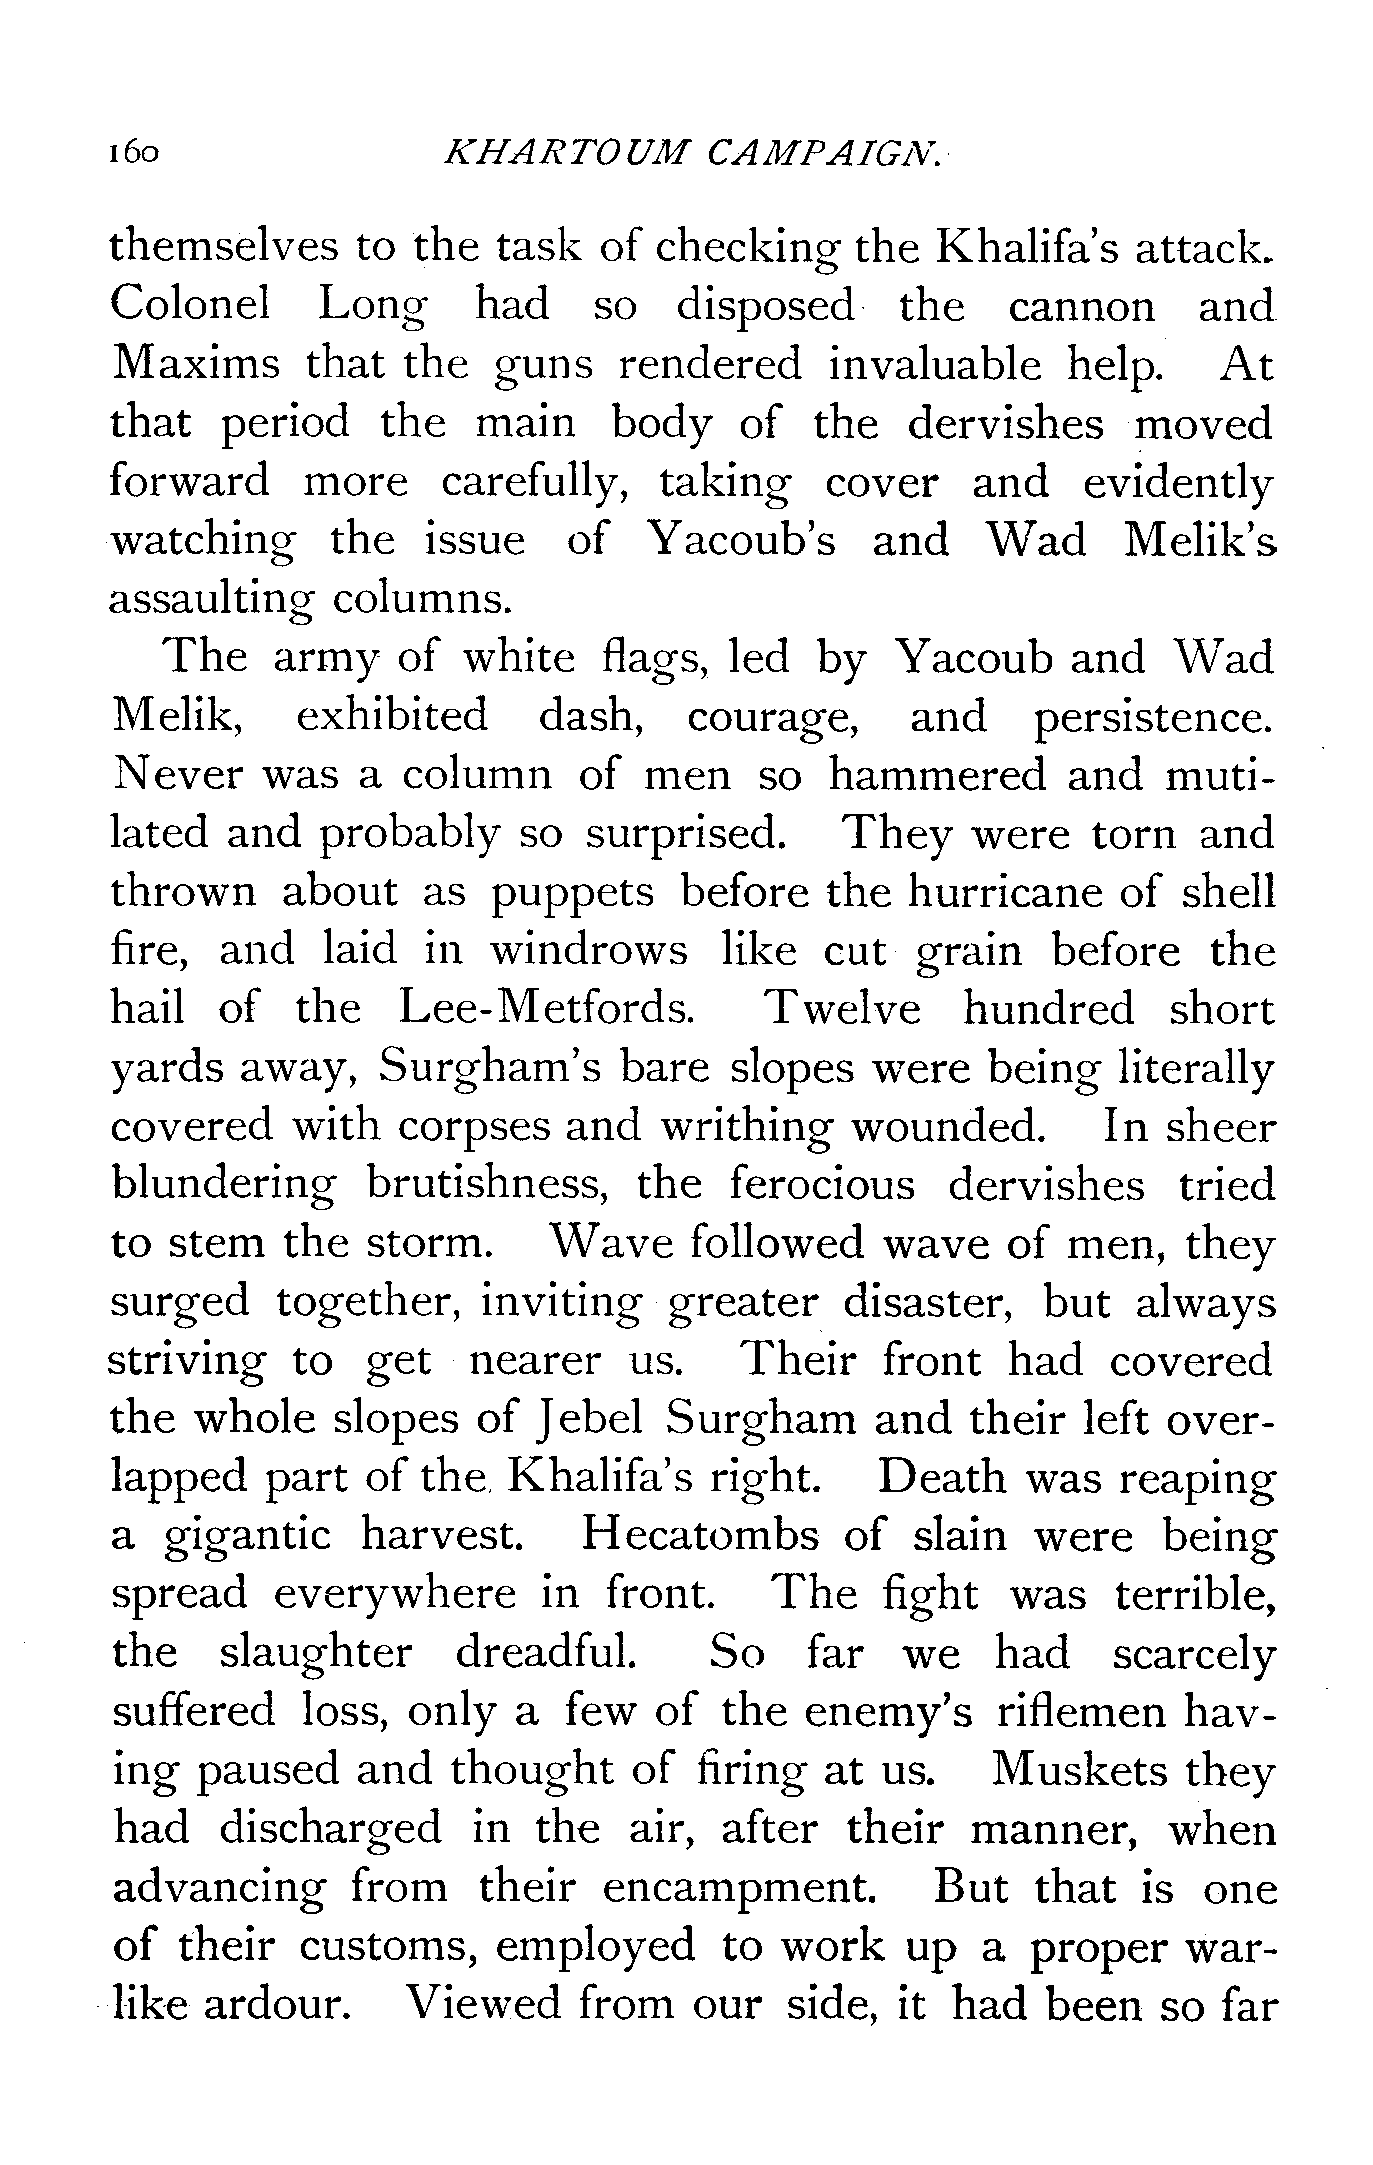 160 KHARTOUM CAMPAIGN.
themselves to the task of checking the Khalifa's attack.
Colonel Long had so disposed the cannon and
Maxims that the guns rendered invaluable help. At
that period the main body of the dervishes moved
forward more carefully, taking cover and evidently
watching the issue of Yacoub's and Wad Melik's
assaulting columns.
The army of white flags, led by Yacoub and Wad
Melik, exhibited dash, courage, and persistence.
Never was a column of men so hammered and muti-
lated and probably so surprised. They were torn and
thrown about as puppets before the hurricane of shell
fire, and laid in windrows like cut grain before the
hail of the Lee-Metfords. Twelve hundred short
yards away, Surgham's bare slopes were being literally
covered with corpses and writhing wounded. In sheer
blundering brutishness, the ferocious dervishes tried
to stem the storm. Wave followed wave of men, they
surged together, inviting greater disaster, but always
striving to get nearer us. Their front had covered
the whole slopes of Jebel Surgham and their left over-
lapped part of the Khalifa's right. Death was reaping
a gigantic harvest. Hecatombs of slain were being
spread everywhere in front. The fight was terrible,
the slaughter dreadful. So far we had scarcely
suffered loss, only a few of the enemy's riflemen hav-
ing paused and thought of firing at us. Muskets they
had discharged in the air, after their manner, when
advancing from their encampment. But that is one
of their customs, employed to work up a proper war-
like ardour. Viewed from our side, it had been so far